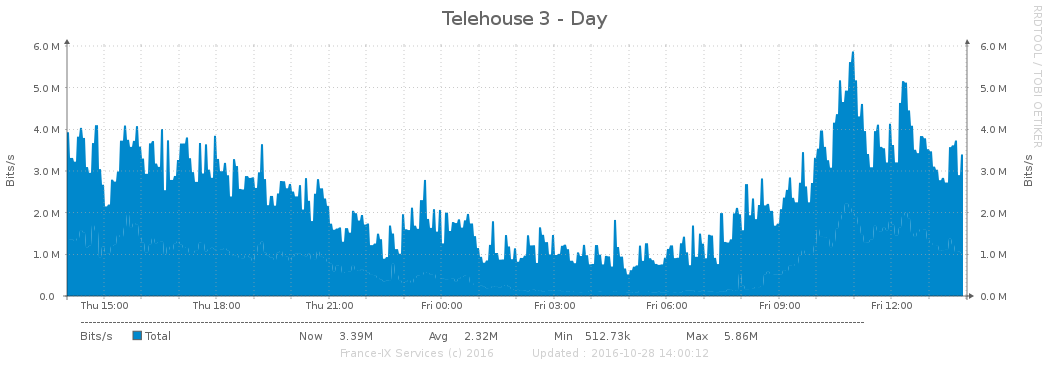 Telehouse 3 - Day
RRDTOOL / TOBI OETIKER
6.0 M 6.0 M
5.0 M 5.0 M
4.0 M 4.0 M
3.0 M 3.0 M
2.0 M 2.0 M
1.0 M 1.0 M
0.0 0.0 M
Bits/s
Bits/s
Thu 15:00 Thu 18:00 Thu 21:00 Fri 00:00 Fri 03:00 Fri 06:00 Fri 09:00 Fri 12:00
Bits/s Total Now 3.39M Avg 2.32M Min 512.73k Max 5.86M
France-IX Services (c) 2016 Updated : 2016-10-28 14:00:12